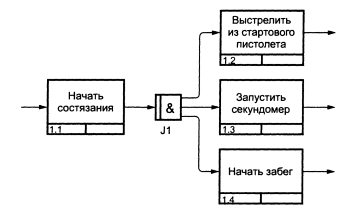 Выстрелить
из стартового
пистолета
1.2
Начать
состязания
1.1
&
J1
Запустить
секундомер
1.3
Начать забег
1.4